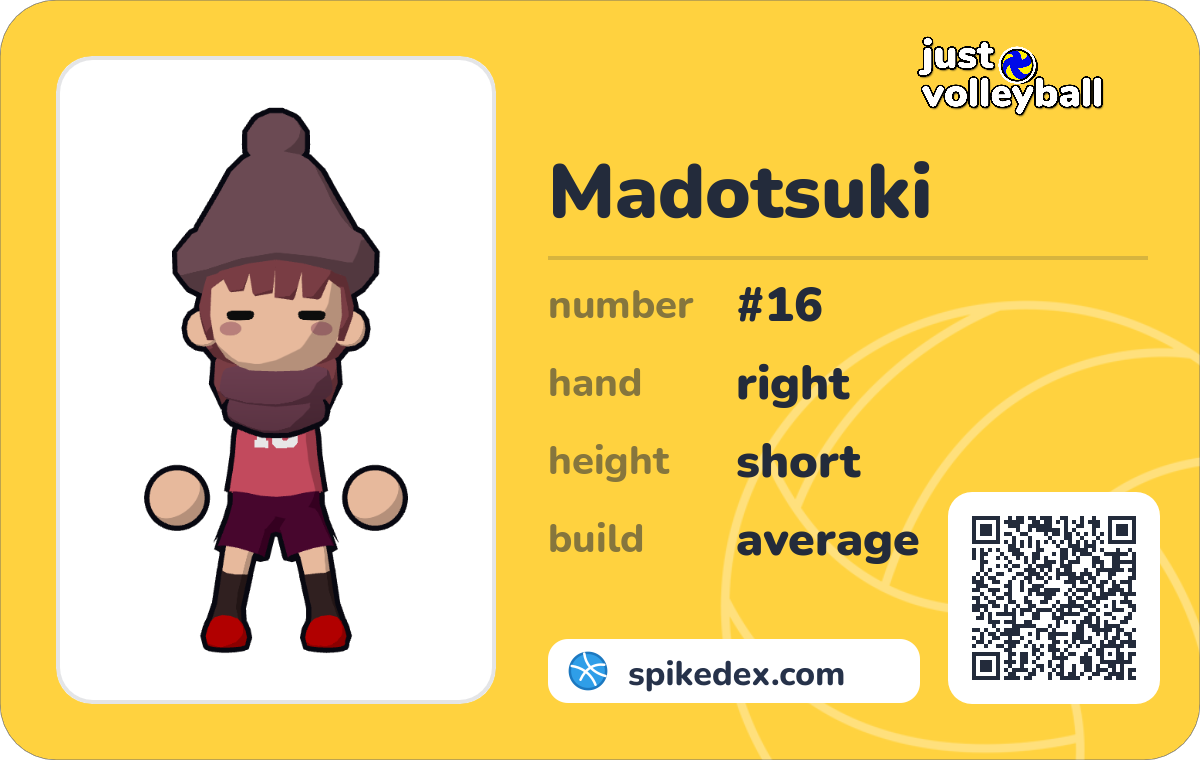 just
volleyball
Madotsuki
number #16
hand right
height short
build average
spikedex.com